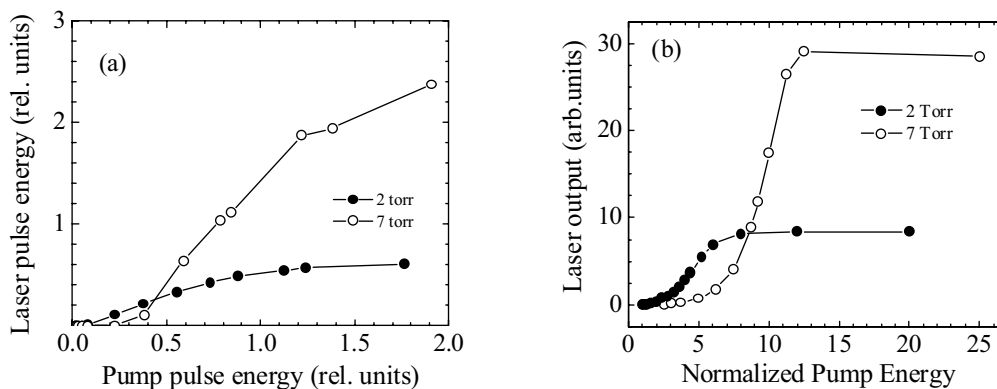 (a)
Laser pulse energy (rel. units)
3
2
1
0
2 torr
7 torr
0.0 0.5 1.0 1.5 2.0
Pump pulse energy (rel. units)
(b)
Laser output (arb.units)
30
20
10
0
2 Torr
7 Torr
0 5 10 15 20 25
Normalized Pump Energy